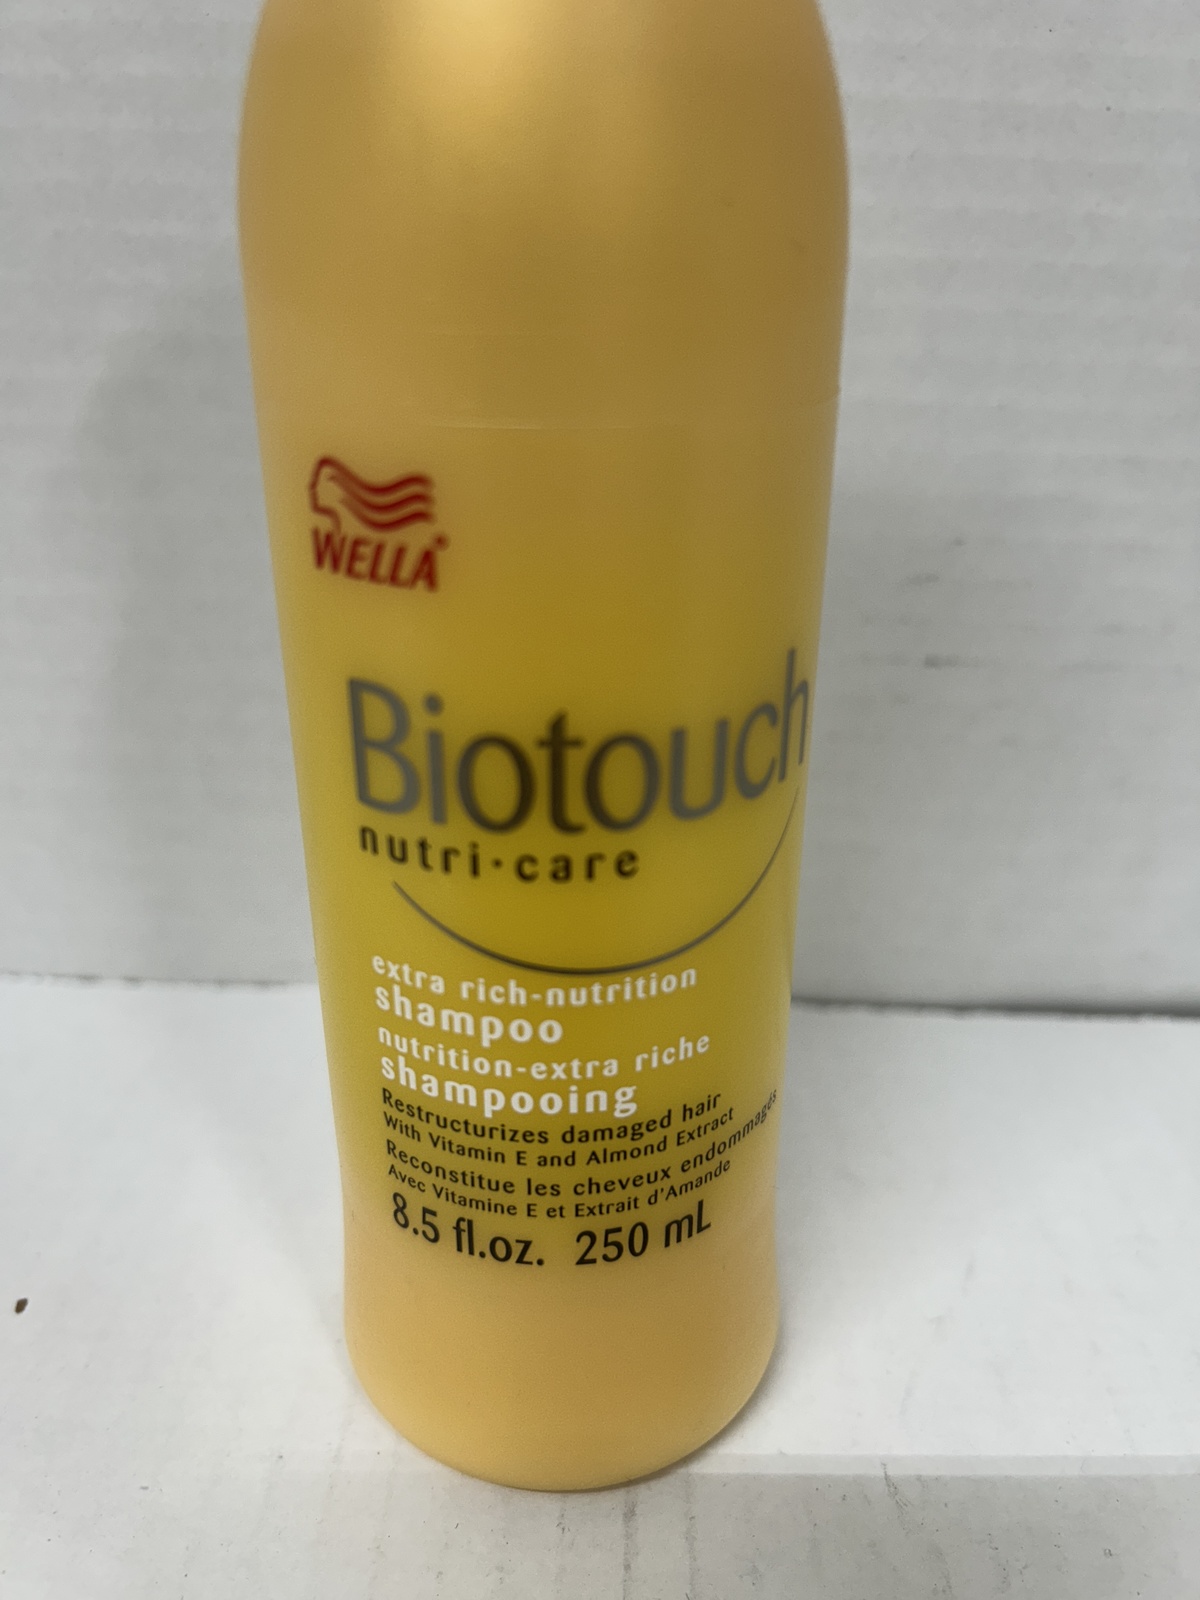 WELLA®
Biotouch
nutri·care
extra rich-nutrition
shampoo
nutrition-extra riche
shampooing
Restructurizes damaged hair
With Vitamin E and Almond Extract
Reconstitue les cheveux endommagés
Avec Vitamine E et Extrait d'Amande
8.5 fl.oz. 250 mL